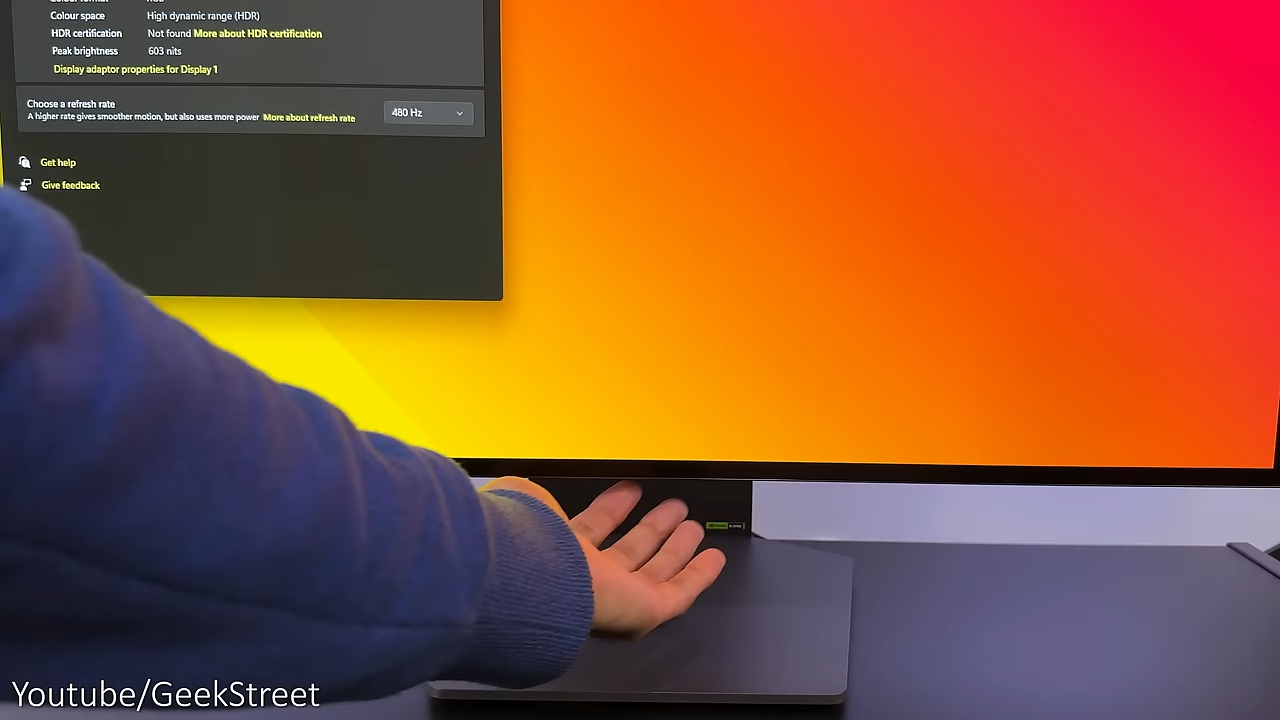 Colour space High dynamic range (HDR)
HDR certification Not found More about HDR certification
Peak brightness 603 nits
Display adaptor properties for Display 1
Choose a refresh rate
A higher rate gives smoother motion, but also uses more power More about refresh rate
480 Hz
Get help
Give feedback
Youtube/GeekStreet